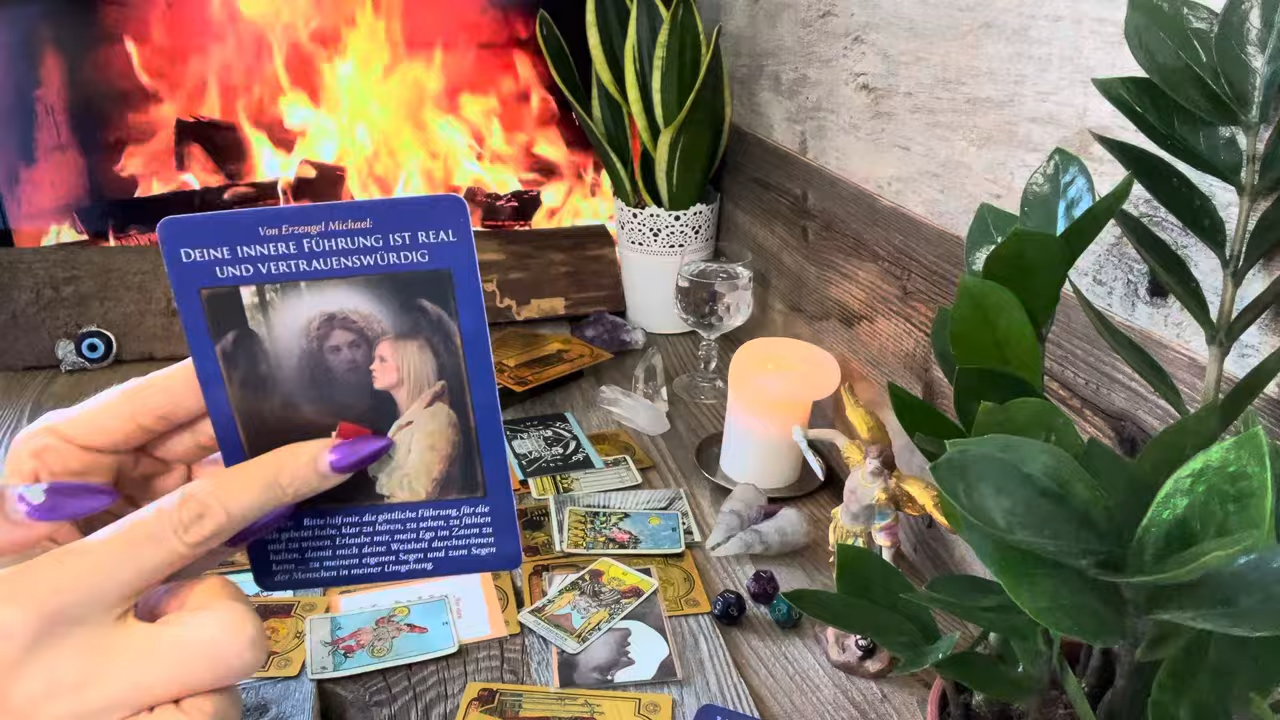 Von Erzengel Michael:
DEINE INNERE FÜHRUNG IST REAL
UND VERTRAUENSWÜRDIG
Bitte hilf mir, die göttliche Führung, für die
ich gebetet habe, klar zu hören, zu sehen, zu fühlen
und zu wissen. Erlaube mir, mein Ego im Zaum zu
halten, damit mich deine Weisheit durchströmen
kann ... zu meinem eigenen Segen und zum Segen
der Menschen in meiner Umgebung.